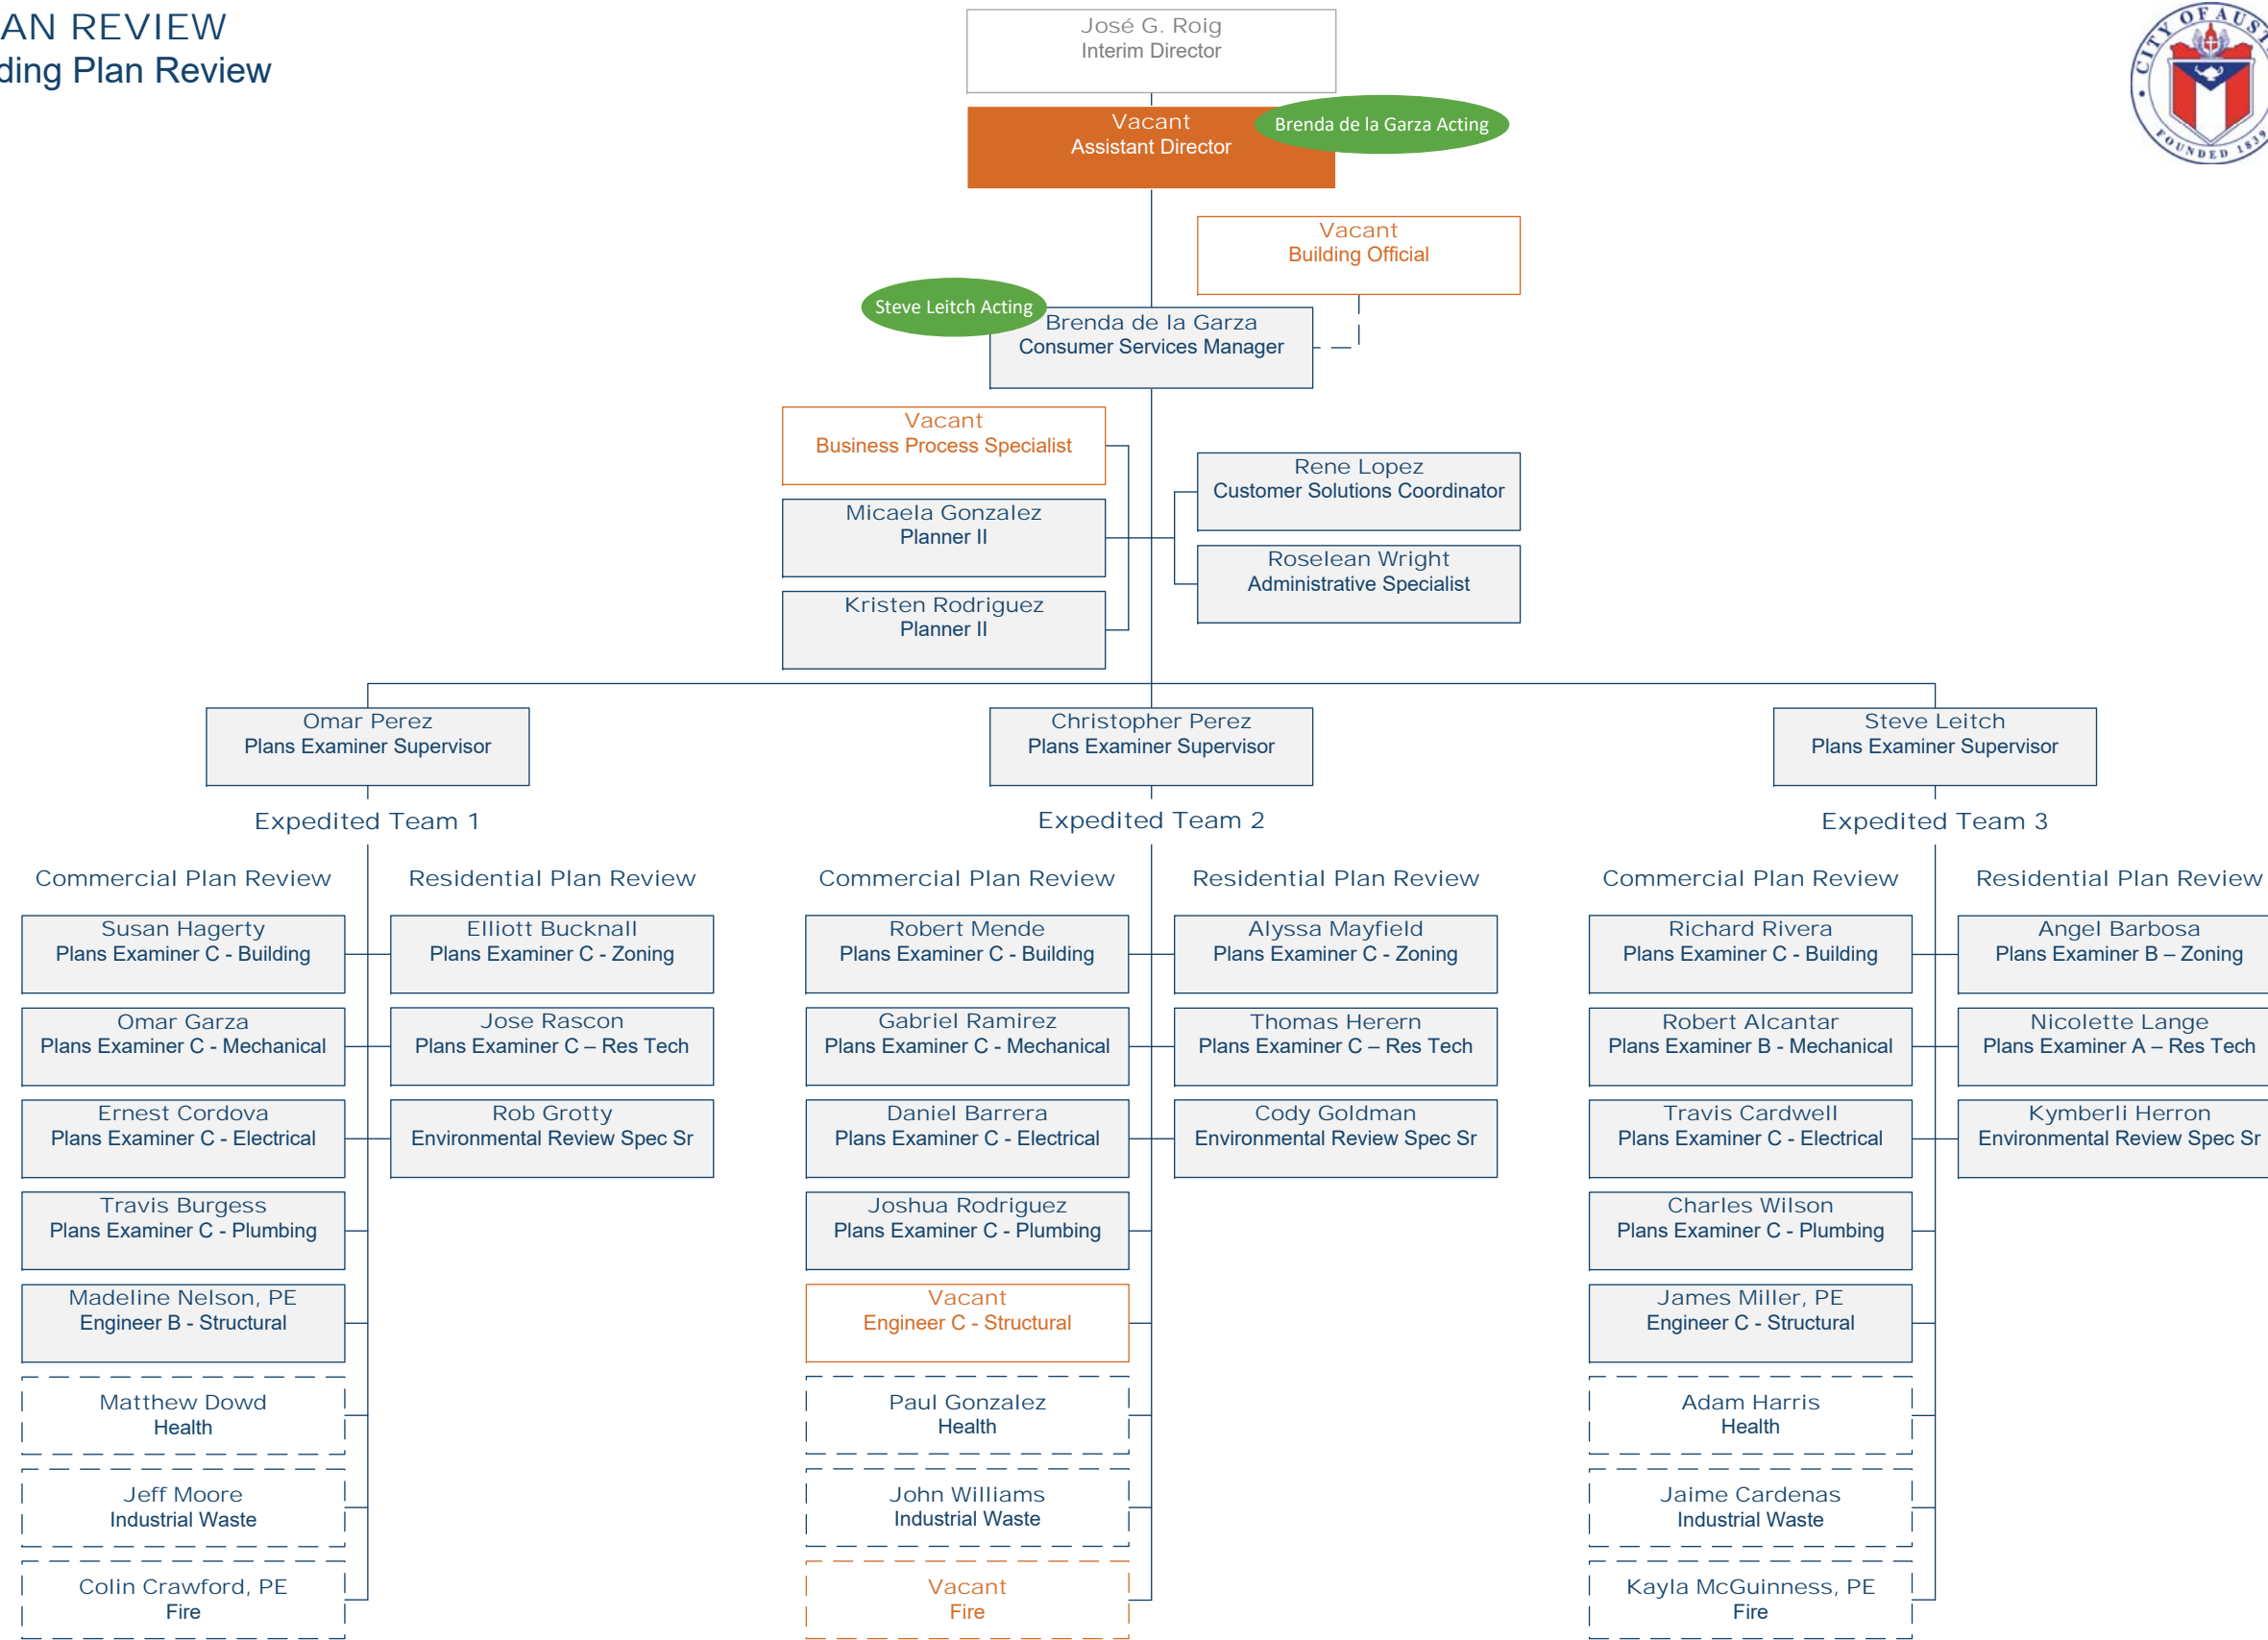 AN REVIEW
ding Plan Review
José G. Roig
Interim Director
CITY OF AUST
FOUNDED 1839
Vacant
Assistant Director
Brenda de la Garza Acting
Vacant
Building Official
Steve Leitch Acting
Brenda de la Garza
Consumer Services Manager
Vacant
Business Process Specialist
Micaela Gonzalez
Planner II
Kristen Rodriguez
Planner II
Rene Lopez
Customer Solutions Coordinator
Roselean Wright
Administrative Specialist
Omar Perez
Plans Examiner Supervisor
Expedited Team 1
Commercial Plan Review
Susan Hagerty
Plans Examiner C - Building
Omar Garza
Plans Examiner C - Mechanical
Ernest Cordova
Plans Examiner C - Electrical
Travis Burgess
Plans Examiner C - Plumbing
Madeline Nelson, PE
Engineer B - Structural
Matthew Dowd
Health
Jeff Moore
Industrial Waste
Colin Crawford, PE
Fire
Residential Plan Review
Elliott Bucknall
Plans Examiner C - Zoning
Jose Rascon
Plans Examiner C – Res Tech
Rob Grotty
Environmental Review Spec Sr
Christopher Perez
Plans Examiner Supervisor
Expedited Team 2
Commercial Plan Review
Robert Mende
Plans Examiner C - Building
Gabriel Ramirez
Plans Examiner C - Mechanical
Daniel Barrera
Plans Examiner C - Electrical
Joshua Rodriguez
Plans Examiner C - Plumbing
Vacant
Engineer C - Structural
Paul Gonzalez
Health
John Williams
Industrial Waste
Vacant
Fire
Residential Plan Review
Alyssa Mayfield
Plans Examiner C - Zoning
Thomas Herern
Plans Examiner C – Res Tech
Cody Goldman
Environmental Review Spec Sr
Steve Leitch
Plans Examiner Supervisor
Expedited Team 3
Commercial Plan Review
Richard Rivera
Plans Examiner C - Building
Robert Alcantar
Plans Examiner B - Mechanical
Travis Cardwell
Plans Examiner C - Electrical
Charles Wilson
Plans Examiner C - Plumbing
James Miller, PE
Engineer C - Structural
Adam Harris
Health
Jaime Cardenas
Industrial Waste
Kayla McGuinness, PE
Fire
Residential Plan Review
Angel Barbosa
Plans Examiner B – Zoning
Nicolette Lange
Plans Examiner A – Res Tech
Kymberli Herron
Environmental Review Spec Sr